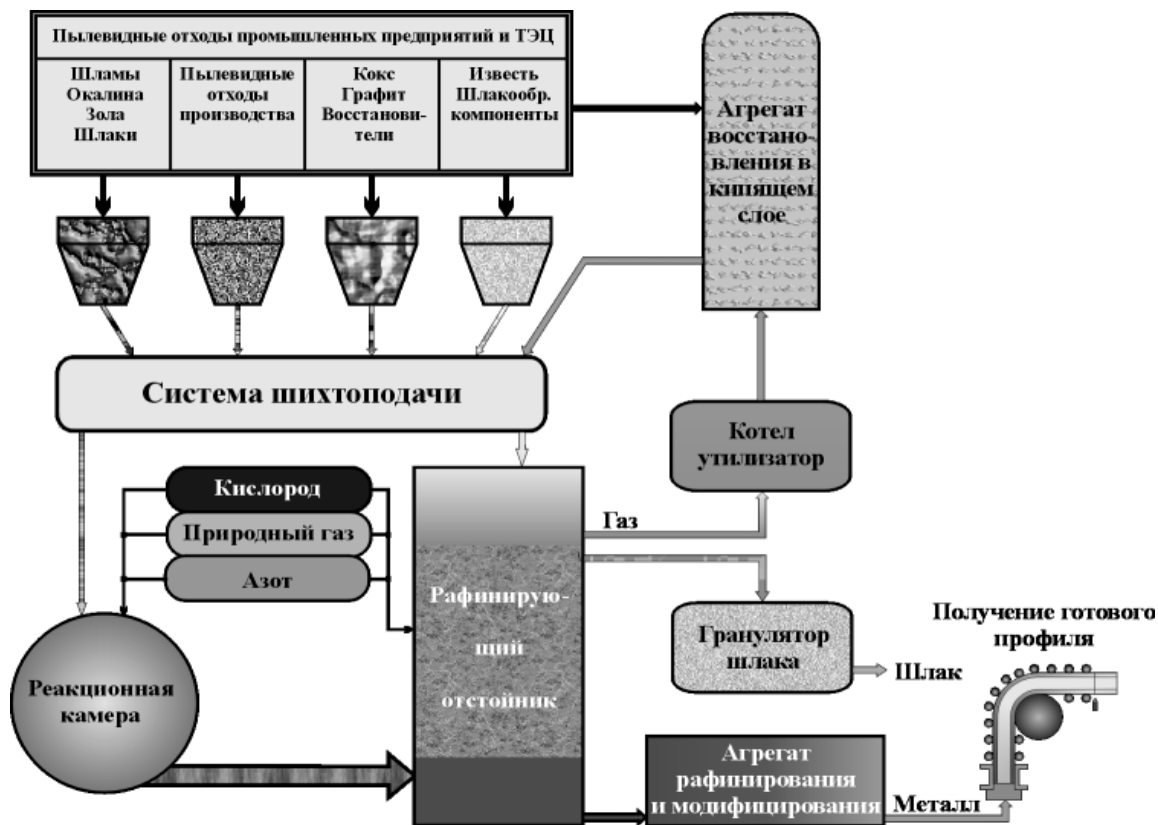 Пылевидные отходы промышленных предприятий и ТЭЦ
Шламы
Окалина
Зола
Шлаки
Пылевидные
отходы
производства
Кокс
Графит
Восстанови-
тели
Известь
Шлакообр.
компоненты
Агрегат
восстано-
вления в
кипящем
слое
Система шихтоподачи
Котел
утилизатор
Кислород
Природный газ
Азот
Газ
Рафинирую-
щий
отстойник
Гранулятор
шлака
Шлак
Получение готового
профиля
Реакционная
камера
Агрегат
рафинирования
и модифицирования
Металл